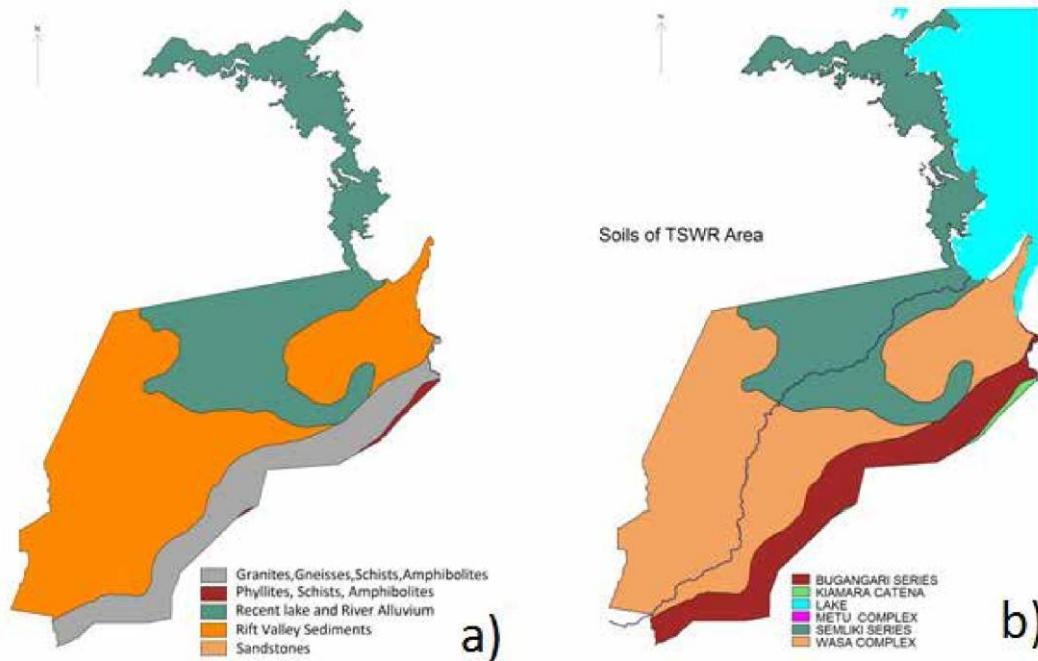 N
Granites,Gneisses,Schists,Amphibolites
Phyllites, Schists, Amphibolites
Recent lake and River Alluvium
Rift Valley Sediments
Sandstones
a)
N
Soils of TSWR Area
BUGANGARI SERIES
KIAMARA CATENA
LAKE
METU COMPLEX
SEMLIKI SERIES
WASA COMPLEX
b)